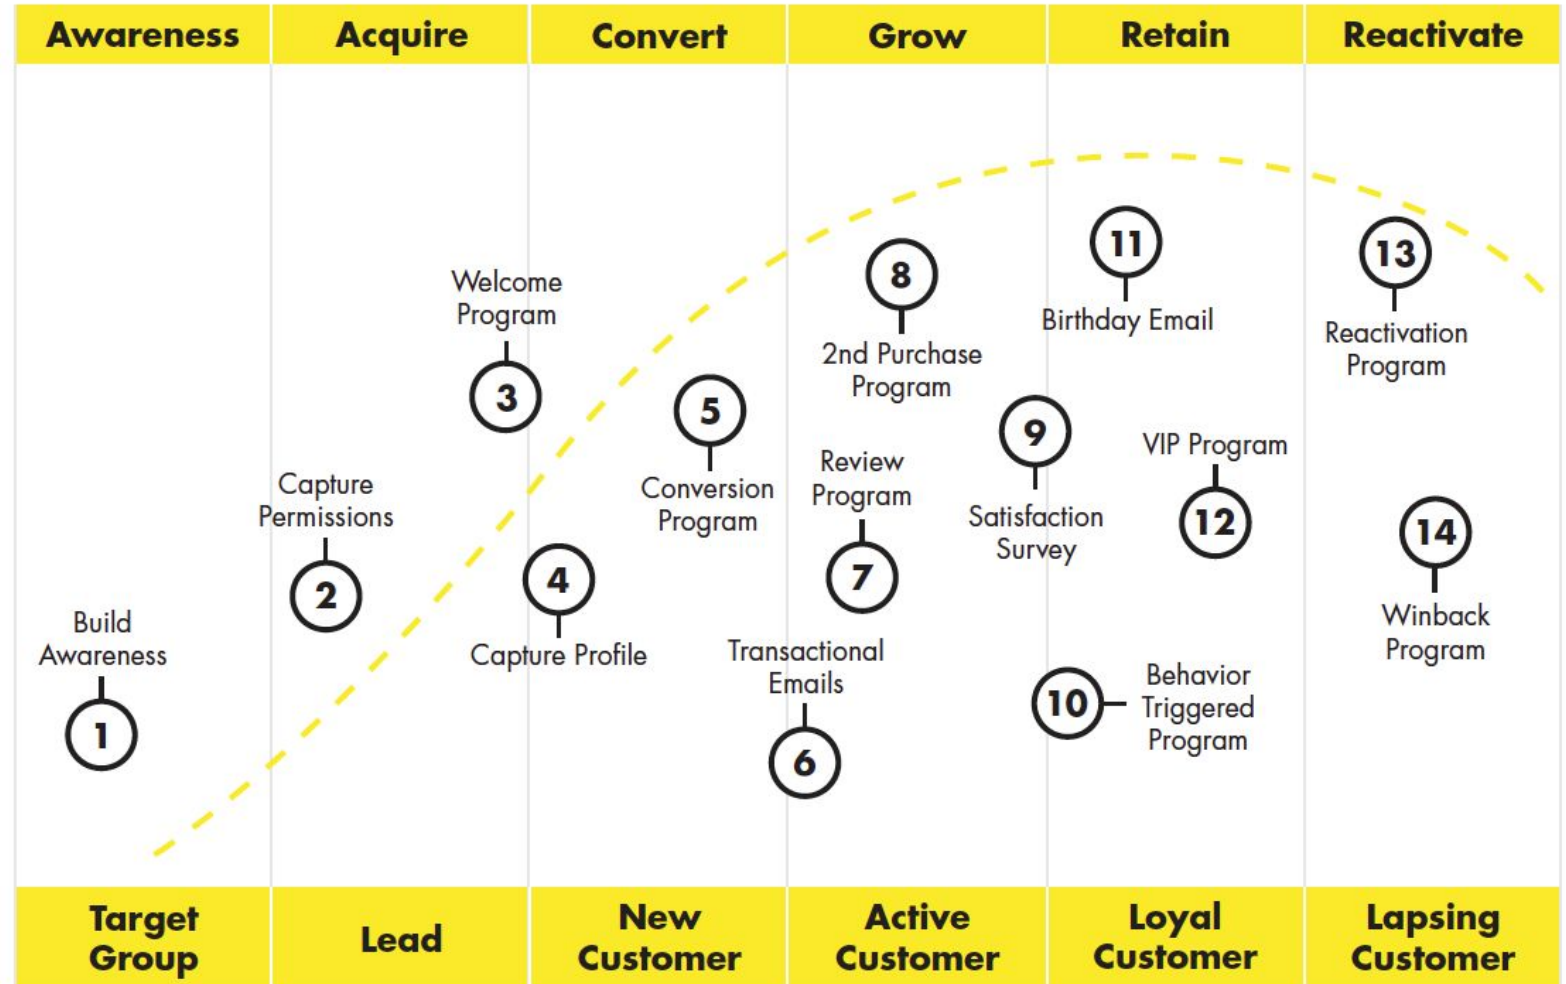 Awareness
Acquire
Convert
Grow
Retain
Reactivate
Build
Awareness
1
Capture
Permissions
2
Welcome
Program
3
4
Capture Profile
5
Conversion
Program
Transactional
Emails
6
Review
Program
7
8
2nd Purchase
Program
9
Satisfaction
Survey
10
Behavior
Triggered
Program
11
Birthday Email
VIP Program
12
13
Reactivation
Program
14
Winback
Program
Target
Group
Lead
New
Customer
Active
Customer
Loyal
Customer
Lapsing
Customer